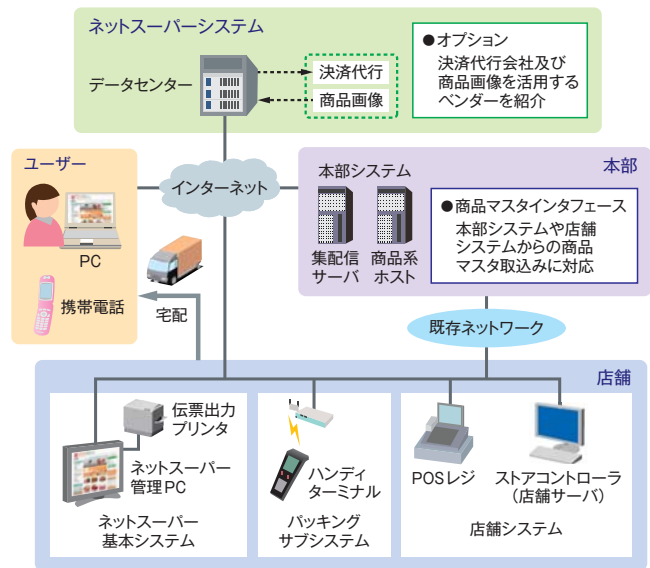 ネットスーパーシステム
データセンター
決済代行
商品画像
●オプション
決済代行会社及び
商品画像を活用する
ベンダーを紹介
ユーザー
PC
携帯電話
インターネット
宅配
本部
本部システム
集配信
サーバ
商品系
ホスト
●商品マスタインタフェース
本部システムや店舗
システムからの商品
マスタ取込みに対応
既存ネットワーク
店舗
伝票出力
プリンタ
ネットスーパー
管理PC
ネットスーパー
基本システム
ハンディ
ターミナル
パッキング
サブシステム
POSレジ
ストアコントローラ
（店舗サーバ）
店舗システム